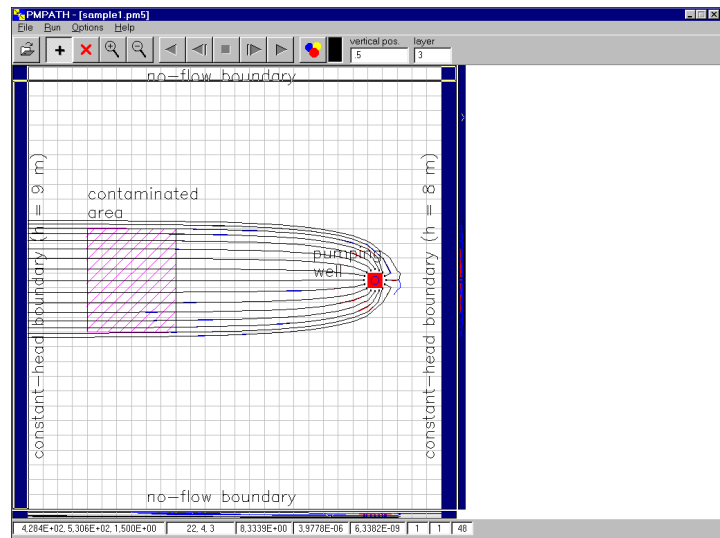 PMPATH - [sample1.pm5]
File Run Options Help
vertical pos. layer
.5 3
no-flow boundary
constant-head boundary (h = 9 m)
contaminated
area
pumping
well
constant-head boundary (h = 8 m)
no-flow boundary
4,284E+02, 5,306E+02, 1,500E+00 22, 4, 3 8,3339E+00 3,9778E-06 6,3382E-09 1 1 48